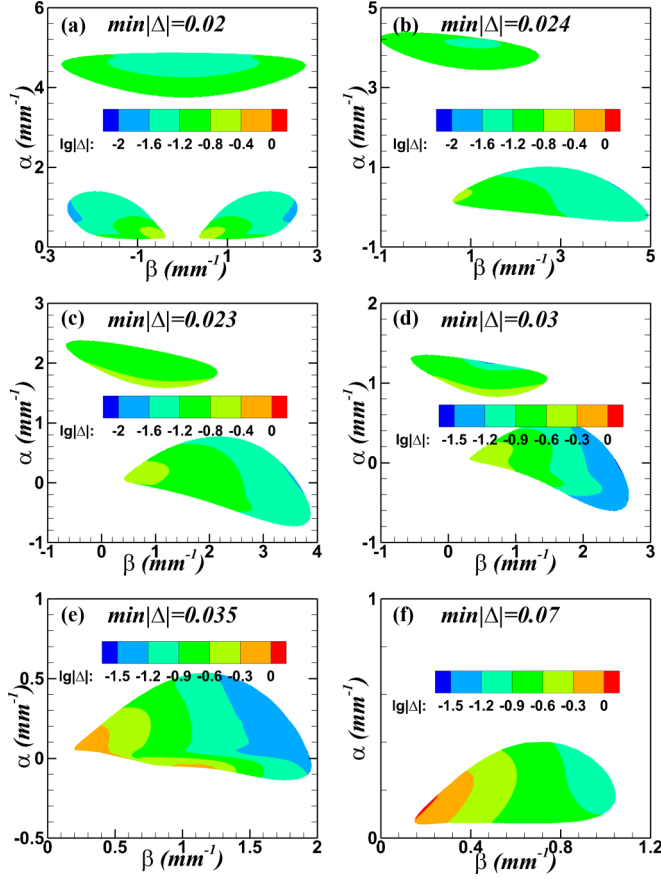 (a) min|Δ|=0.02
6
4
2
0
α (mm⁻¹)
lg|Δ|: -2 -1.6 -1.2 -0.8 -0.4 0
-3 -1 1 3
β (mm⁻¹)
(b) min|Δ|=0.024
5
3
1
-1
α (mm⁻¹)
lg|Δ|: -2 -1.6 -1.2 -0.8 -0.4 0
-1 1 3 5
β (mm⁻¹)
(c) min|Δ|=0.023
3
2
1
0
-1
α (mm⁻¹)
lg|Δ|: -2 -1.6 -1.2 -0.8 -0.4 0
0 1 2 3 4
β (mm⁻¹)
(d) min|Δ|=0.03
2
1
0
-1
α (mm⁻¹)
lg|Δ|: -1.5 -1.2 -0.9 -0.6 -0.3 0
-1 0 1 2 3
β (mm⁻¹)
(e) min|Δ|=0.035
1
0.5
0
-0.5
α (mm⁻¹)
lg|Δ|: -1.5 -1.2 -0.9 -0.6 -0.3 0
0 0.5 1 1.5 2
β (mm⁻¹)
(f) min|Δ|=0.07
1
0
α (mm⁻¹)
lg|Δ|: -1.5 -1.2 -0.9 -0.6 -0.3 0
0 0.4 0.8 1.2
β (mm⁻¹)